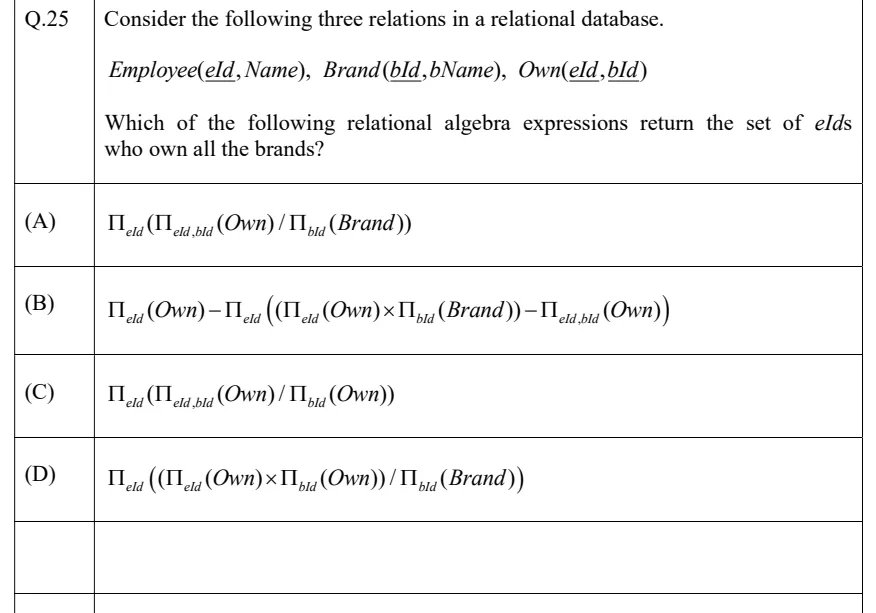 Q.25 Consider the following three relations in a relational database.
Employee(eId, Name), Brand(bId, bName), Own(eId, bId)
Which of the following relational algebra expressions return the set of eIds
who own all the brands?
(A) Π_eId (Π_eId,bId (Own) / Π_bId (Brand))
(B) Π_eId (Own) − Π_eId ((Π_eId (Own) × Π_bId (Brand)) − Π_eId,bId (Own))
(C) Π_eId (Π_eId,bId (Own) / Π_bId (Own))
(D) Π_eId ((Π_eId (Own) × Π_bId (Own)) / Π_bId (Brand))